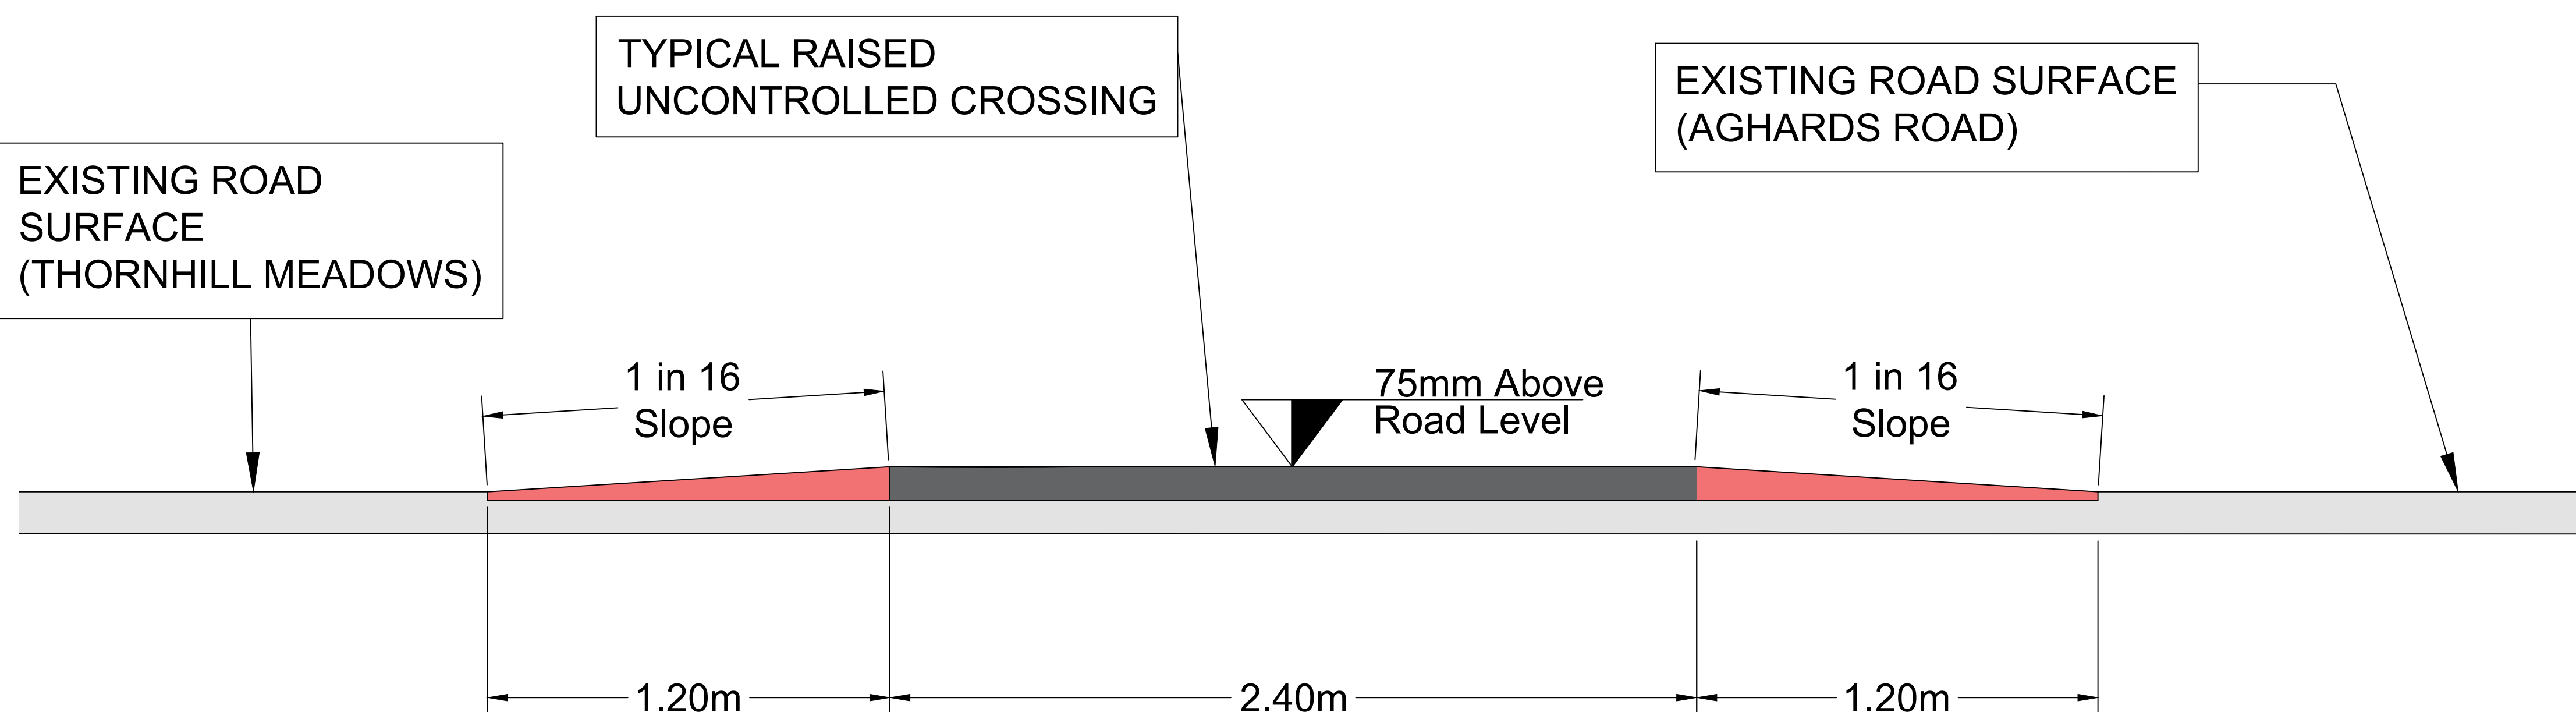 TYPICAL RAISED
UNCONTROLLED CROSSING
EXISTING ROAD SURFACE
(AGHARDS ROAD)
EXISTING ROAD
SURFACE
(THORNHILL MEADOWS)
1 in 16
Slope
75mm Above
Road Level
1 in 16
Slope
1.20m
2.40m
1.20m